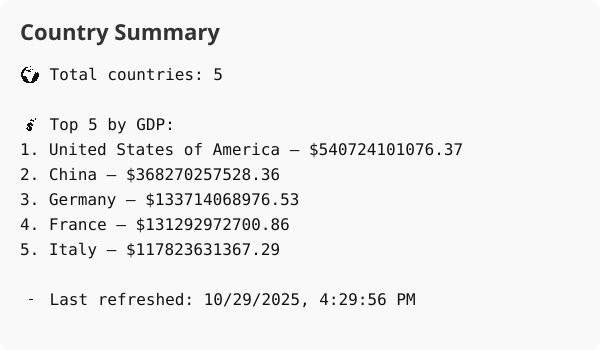 Country Summary
🌍 Total countries: 5
💰 Top 5 by GDP:
1. United States of America — $540724101076.37
2. China — $368270257528.36
3. Germany — $133714068976.53
4. France — $131292972700.86
5. Italy — $117823631367.29
- Last refreshed: 10/29/2025, 4:29:56 PM